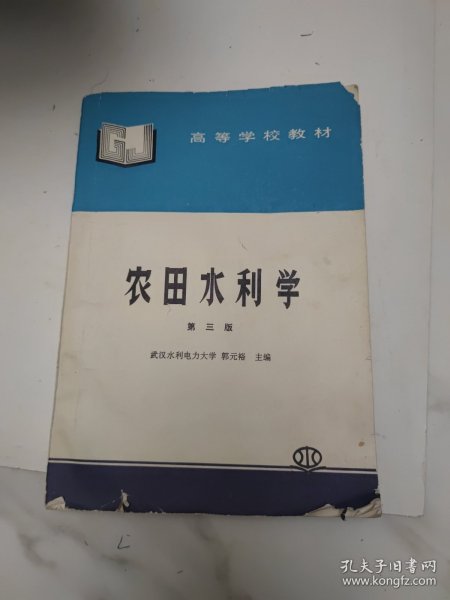 GJ
高等学校教材
农田水利学
第三版
武汉水利电力大学 郭元裕 主编
孔夫子旧书网
www.kongfz.com